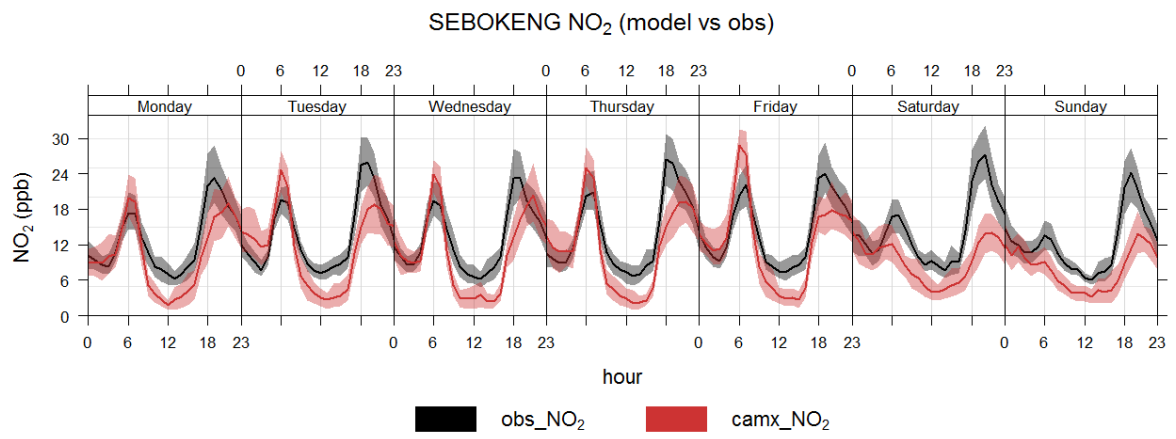 SEBOKENG NO₂ (model vs obs)
0 6 12 18 23 0 6 12 18 23 0 6 12 18 23
Monday Tuesday Wednesday Thursday Friday Saturday Sunday
30
24
18
12
6
0
NO₂ (ppb)
0 6 12 18 23 0 6 12 18 23 0 6 12 18 23 0 6 12 18 23
hour
obs_NO₂ camx_NO₂